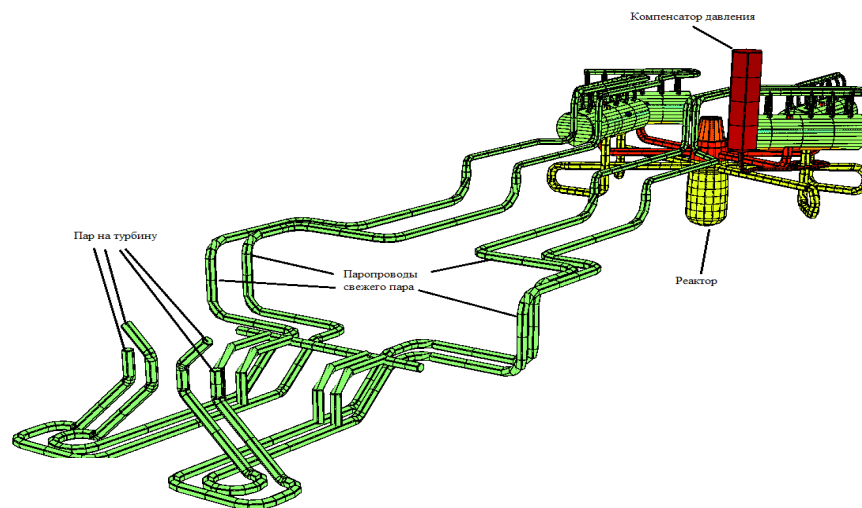 Компенсатор давления
Пар на турбину
Паропроводы
свежего пара
Реактор